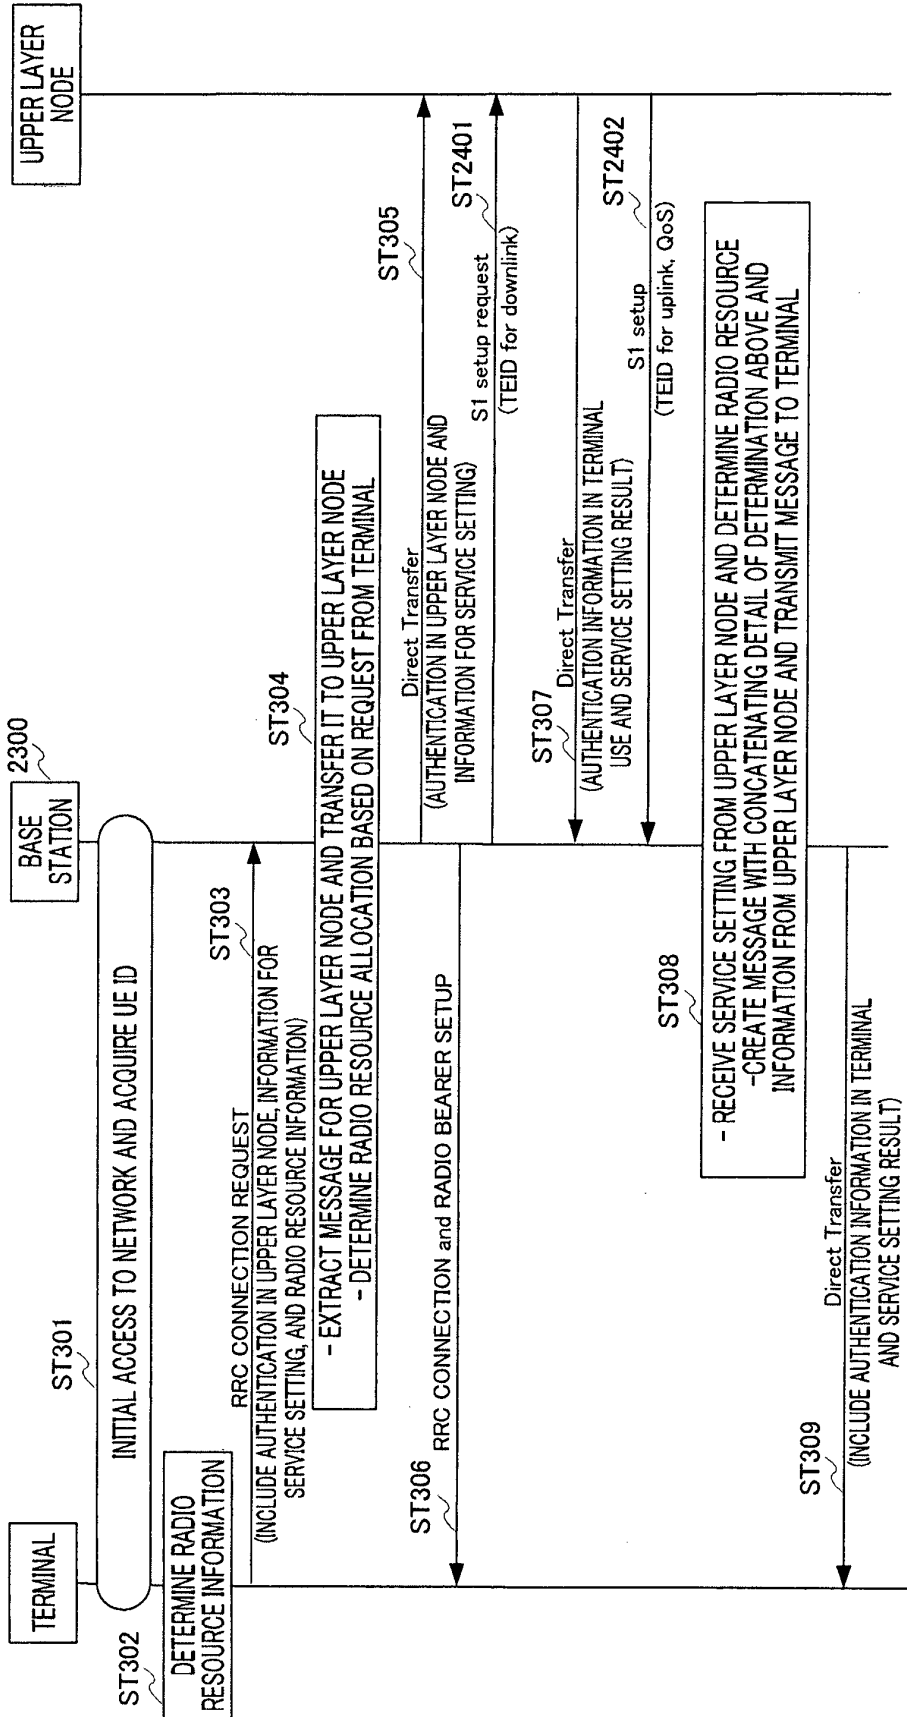 TERMINAL
BASE
STATION
2300
UPPER LAYER
NODE
ST301
INITIAL ACCESS TO NETWORK AND ACQUIRE UE ID
ST302
DETERMINE RADIO
RESOURCE INFORMATION
RRC CONNECTION REQUEST
ST303
(INCLUDE AUTHENTICATION IN UPPER LAYER NODE, INFORMATION FOR
SERVICE SETTING, AND RADIO RESOURCE INFORMATION)
ST304
- EXTRACT MESSAGE FOR UPPER LAYER NODE AND TRANSFER IT TO UPPER LAYER NODE
- DETERMINE RADIO RESOURCE ALLOCATION BASED ON REQUEST FROM TERMINAL
Direct Transfer
ST305
(AUTHENTICATION IN UPPER LAYER NODE AND
INFORMATION FOR SERVICE SETTING)
ST306
RRC CONNECTION and RADIO BEARER SETUP
S1 setup request
ST2401
(TEID for downlink)
ST307
Direct Transfer
(AUTHENTICATION INFORMATION IN TERMINAL
USE AND SERVICE SETTING RESULT)
S1 setup
ST2402
(TEID for uplink, QoS)
ST308
- RECEIVE SERVICE SETTING FROM UPPER LAYER NODE AND DETERMINE RADIO RESOURCE
-CREATE MESSAGE WITH CONCATENATING DETAIL OF DETERMINATION ABOVE AND
INFORMATION FROM UPPER LAYER NODE AND TRANSMIT MESSAGE TO TERMINAL
ST309
Direct Transfer
(INCLUDE AUTHENTICATION INFORMATION IN TERMINAL
AND SERVICE SETTING RESULT)